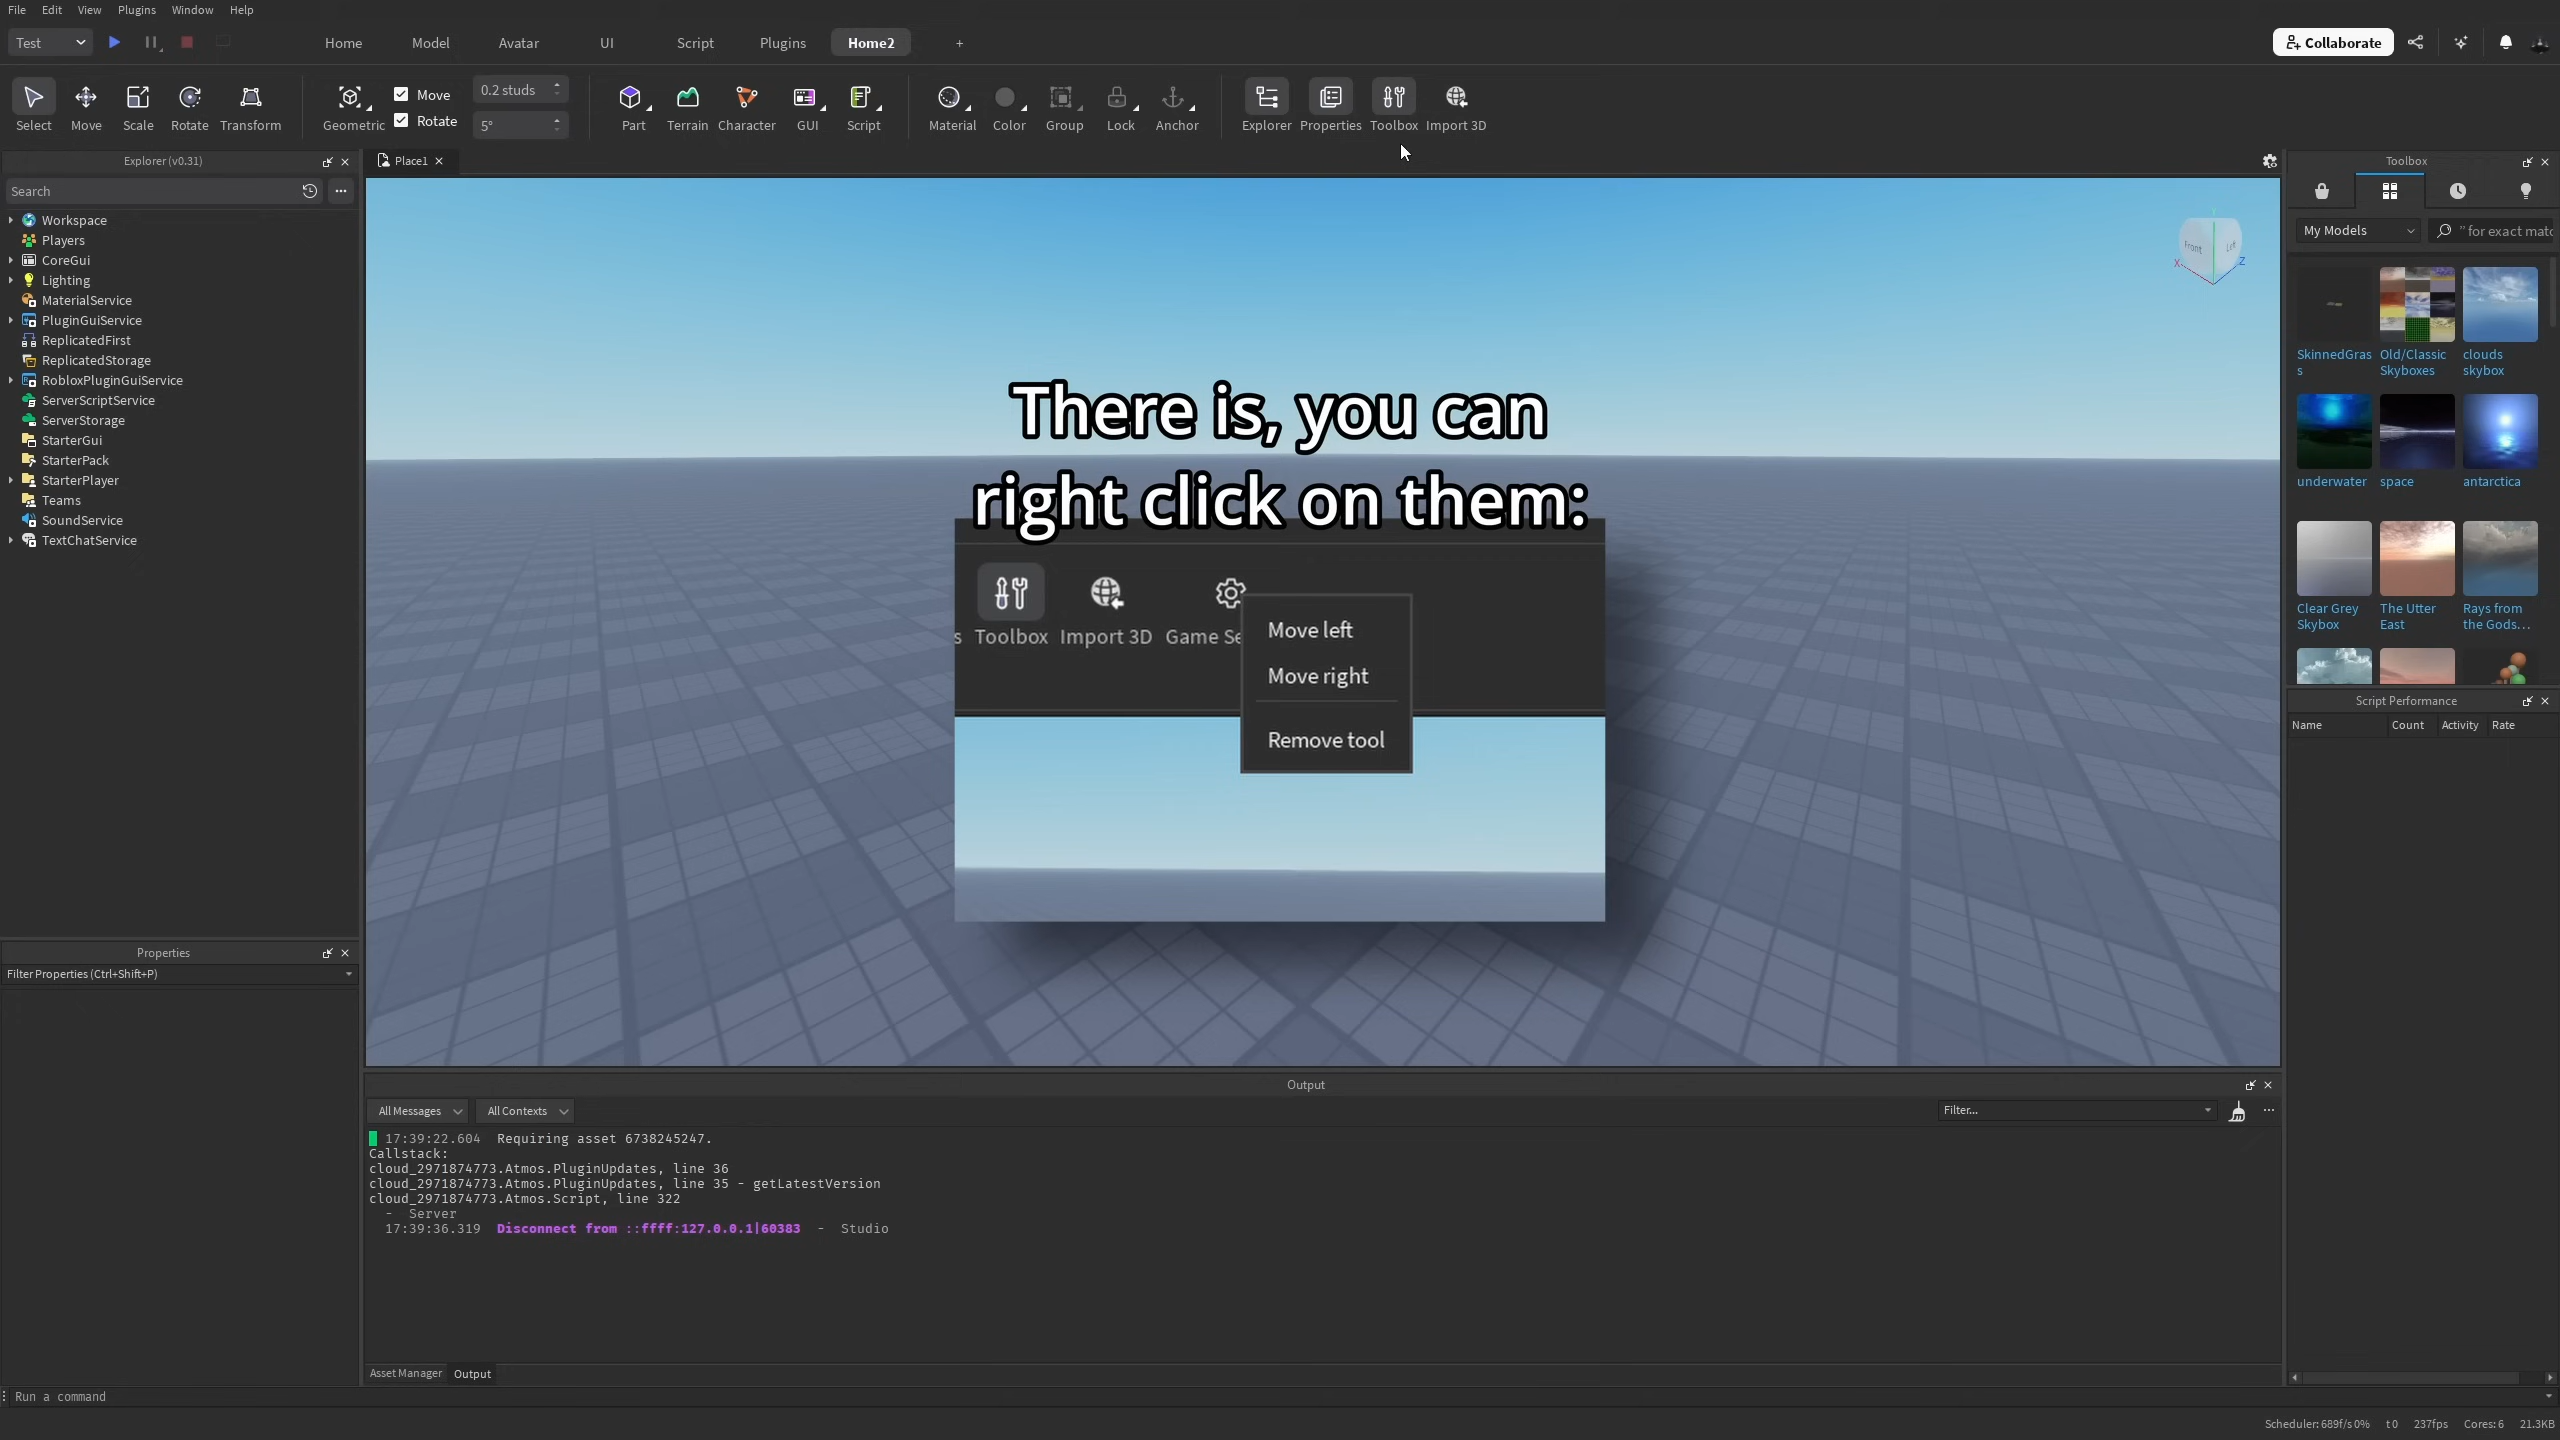 File Edit View Plugins Window Help
Test Home Model Avatar UI Script Plugins Home2 + Collaborate
Move 0.2 studs
Rotate 5°
Select Move Scale Rotate Transform Geometric Part Terrain Character GUI Script Material Color Group Lock Anchor Explorer Properties Toolbox Import 3D
Explorer (v0.31)
Search
Workspace
Players
CoreGui
Lighting
MaterialService
PluginGuiService
ReplicatedFirst
ReplicatedStorage
RobloxPluginGuiService
ServerScriptService
ServerStorage
StarterGui
StarterPack
StarterPlayer
Teams
SoundService
TextChatService
Properties
Filter Properties (Ctrl+Shift+P)
Place1
Front Left
X Z
There is, you can
right click on them:
s Toolbox Import 3D Game Se
Move left
Move right
Remove tool
Toolbox
My Models " for exact matc
SkinnedGras
s
Old/Classic
Skyboxes
clouds
skybox
underwater space antarctica
Clear Grey
Skybox
The Utter
East
Rays from
the Gods...
Script Performance
Name Count Activity Rate
Output
All Messages All Contexts Filter...
17:39:22.604 Requiring asset 6738245247.
Callstack:
cloud_2971874773.Atmos.PluginUpdates, line 36
cloud_2971874773.Atmos.PluginUpdates, line 35 - getLatestVersion
cloud_2971874773.Atmos.Script, line 322
- Server
17:39:36.319 Disconnect from ::ffff:127.0.0.1|60383 - Studio
Asset Manager Output
Run a command
Scheduler: 689f/s 0% t 0 237fps Cores: 6 21.3KB